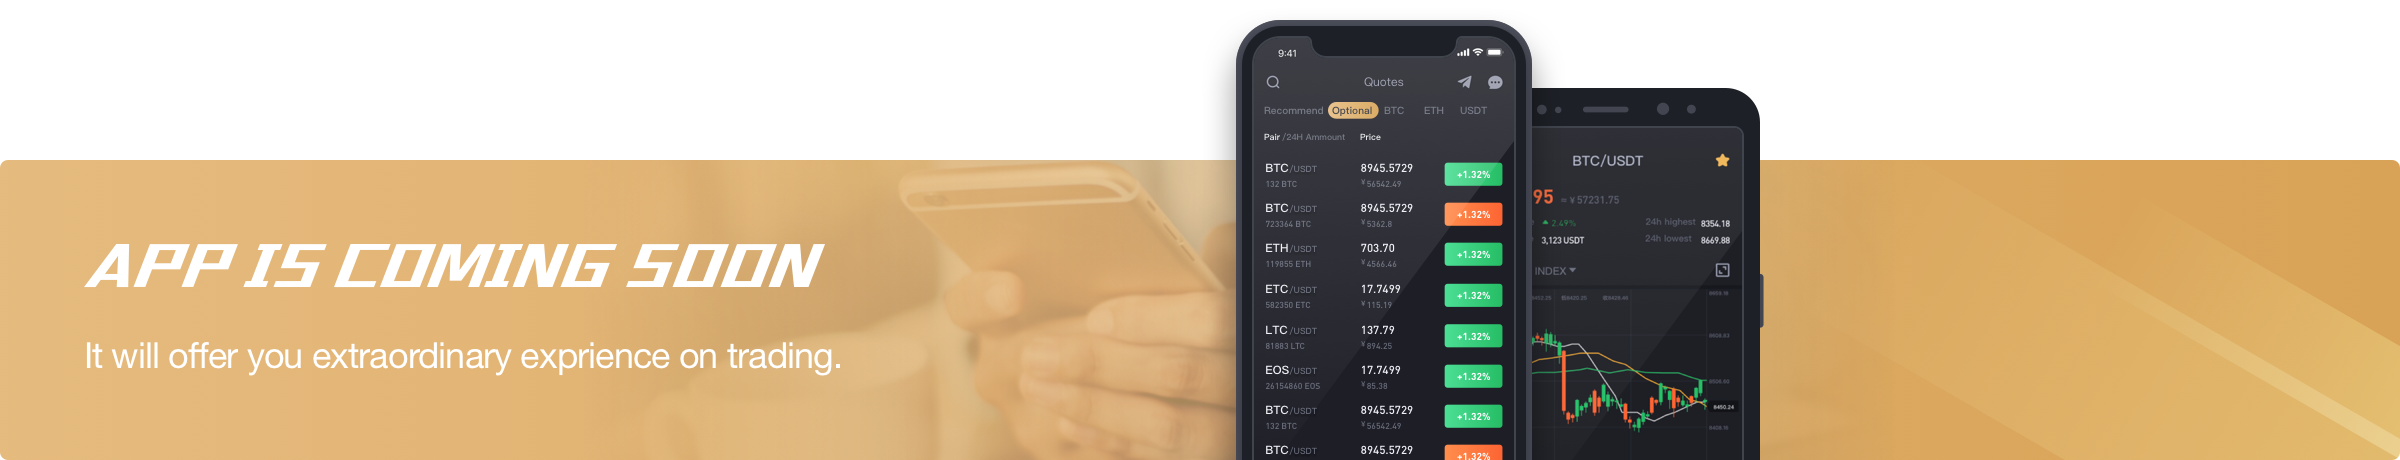 APP IS COMING SOON
It will offer you extraordinary exprience on trading.
9:41
Quotes
Recommend Optional BTC ETH USDT
Pair /24H Ammount Price
BTC/USDT 8945.5729 +1.32%
132 BTC ¥56542.49
BTC/USDT 8945.5729 +1.32%
723364 BTC ¥5362.8
ETH/USDT 703.70 +1.32%
119855 ETH ¥4566.46
ETC/USDT 17.7499 +1.32%
582350 ETC ¥115.19
LTC/USDT 137.79 +1.32%
81883 LTC ¥894.25
EOS/USDT 17.7499 +1.32%
26154860 EOS ¥85.38
BTC/USDT 8945.5729 +1.32%
132 BTC ¥56542.49
BTC/USDT 8945.5729 +1.32%
BTC/USDT
95 ≈¥57231.75
2.49% 24h highest 8354.18
3,123 USDT 24h lowest 8669.88
INDEX
8450.24